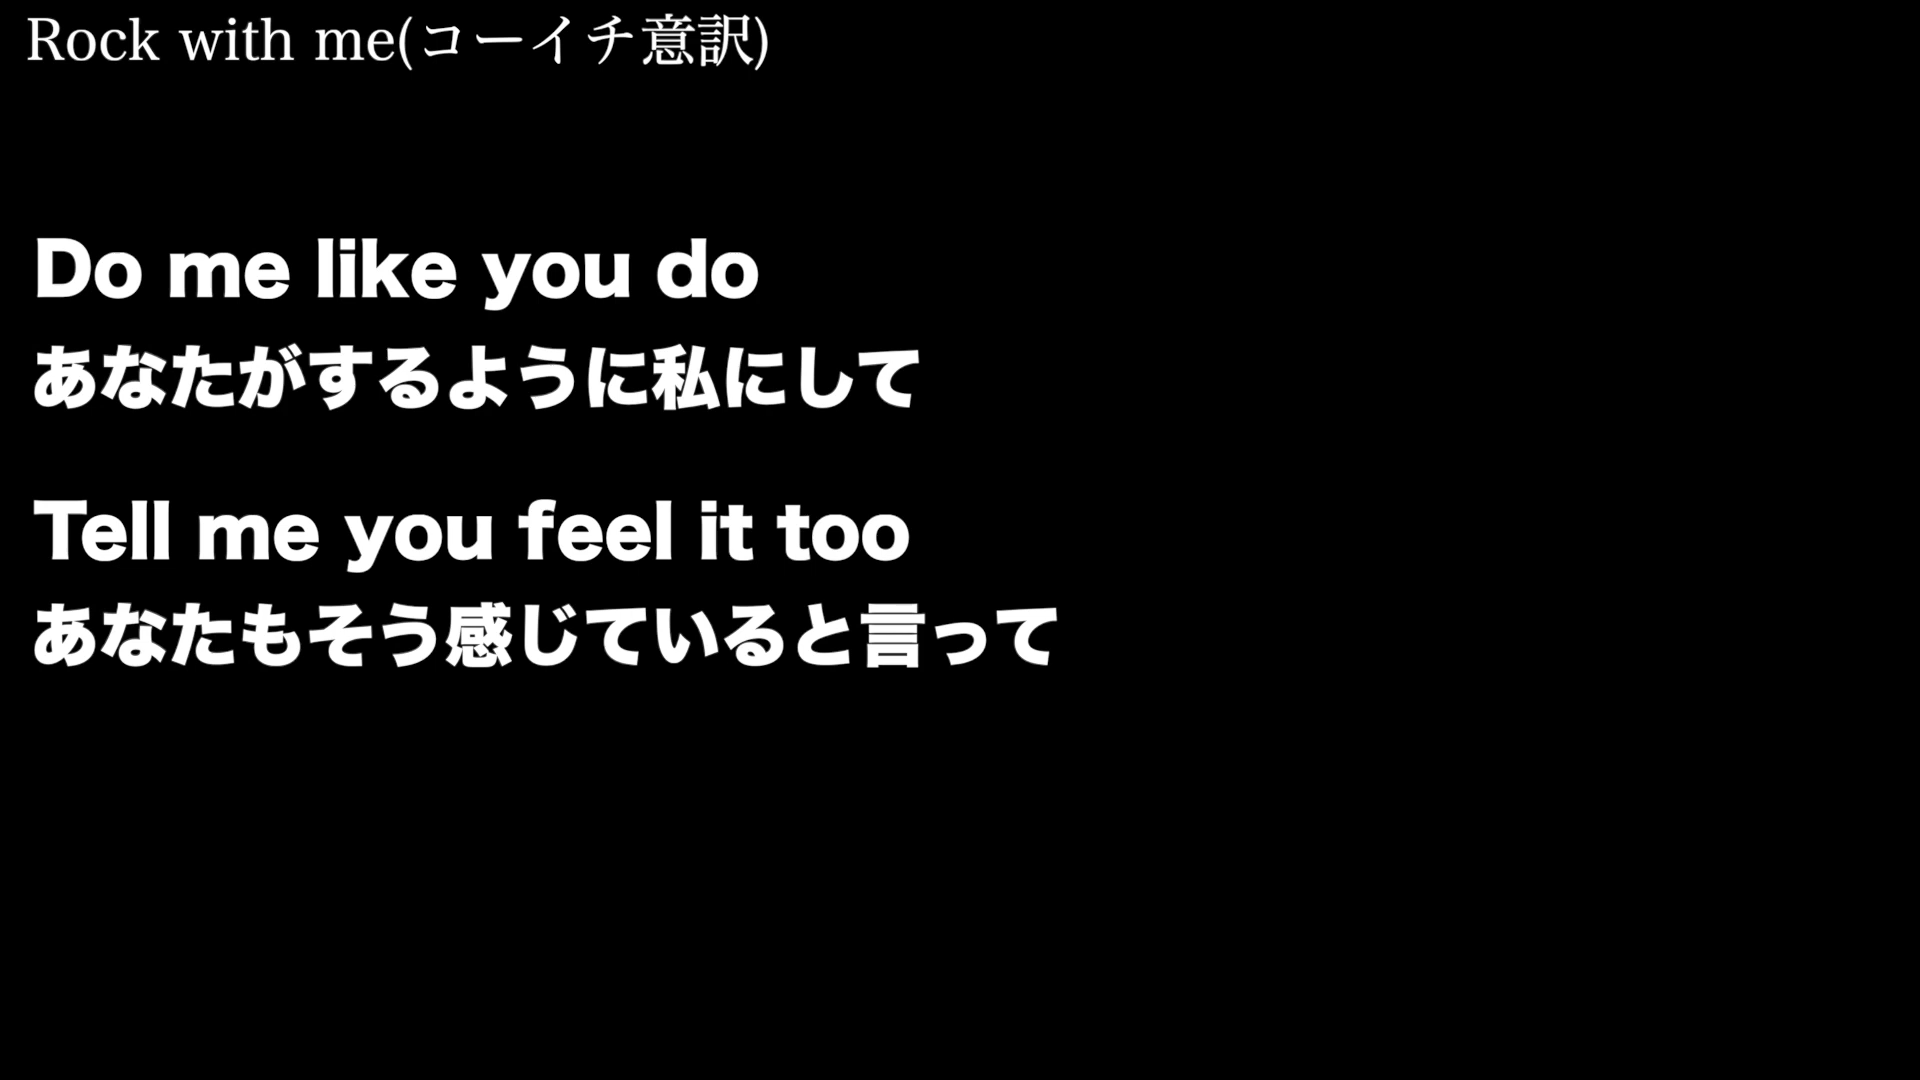 Rock with me(コーイチ意訳)
Do me like you do
あなたがするように私にして
Tell me you feel it too
あなたもそう感じていると言って